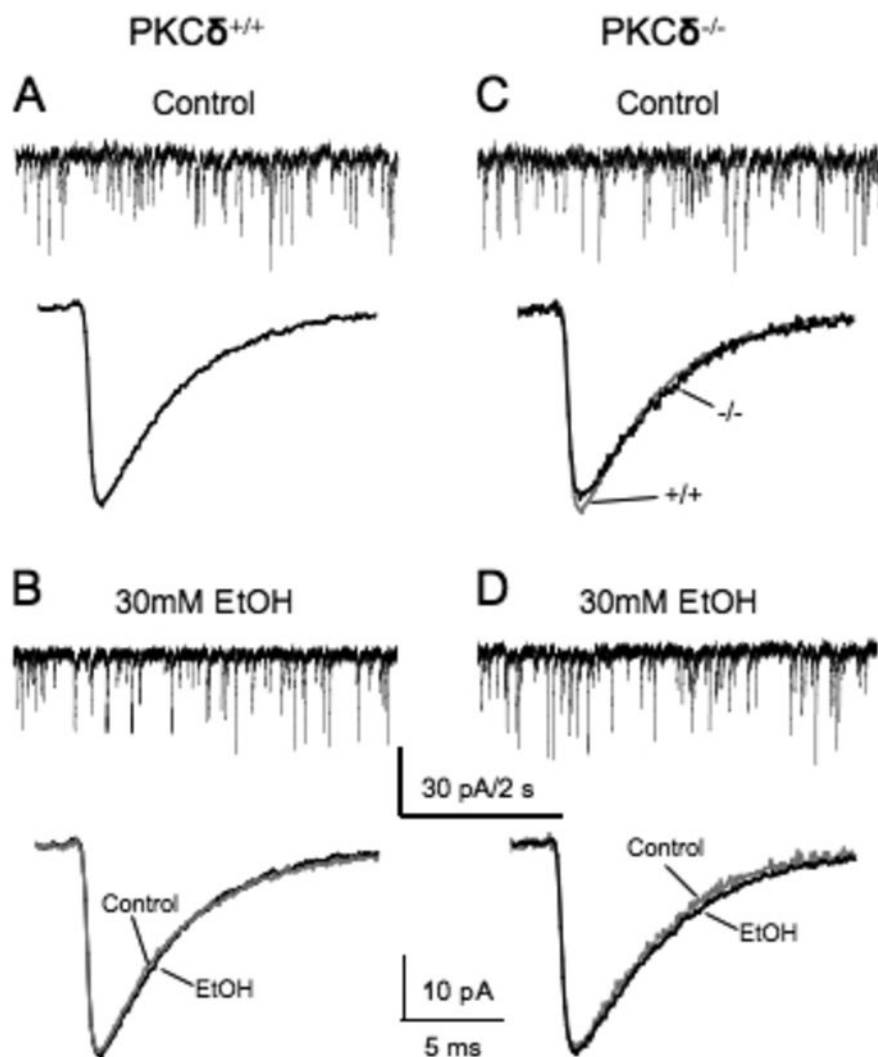 PKCδ+/+
PKCδ-/-
A
Control
C
Control
-/-
+/+
B
30mM EtOH
D
30mM EtOH
30 pA/2 s
Control
EtOH
Control
EtOH
10 pA
5 ms